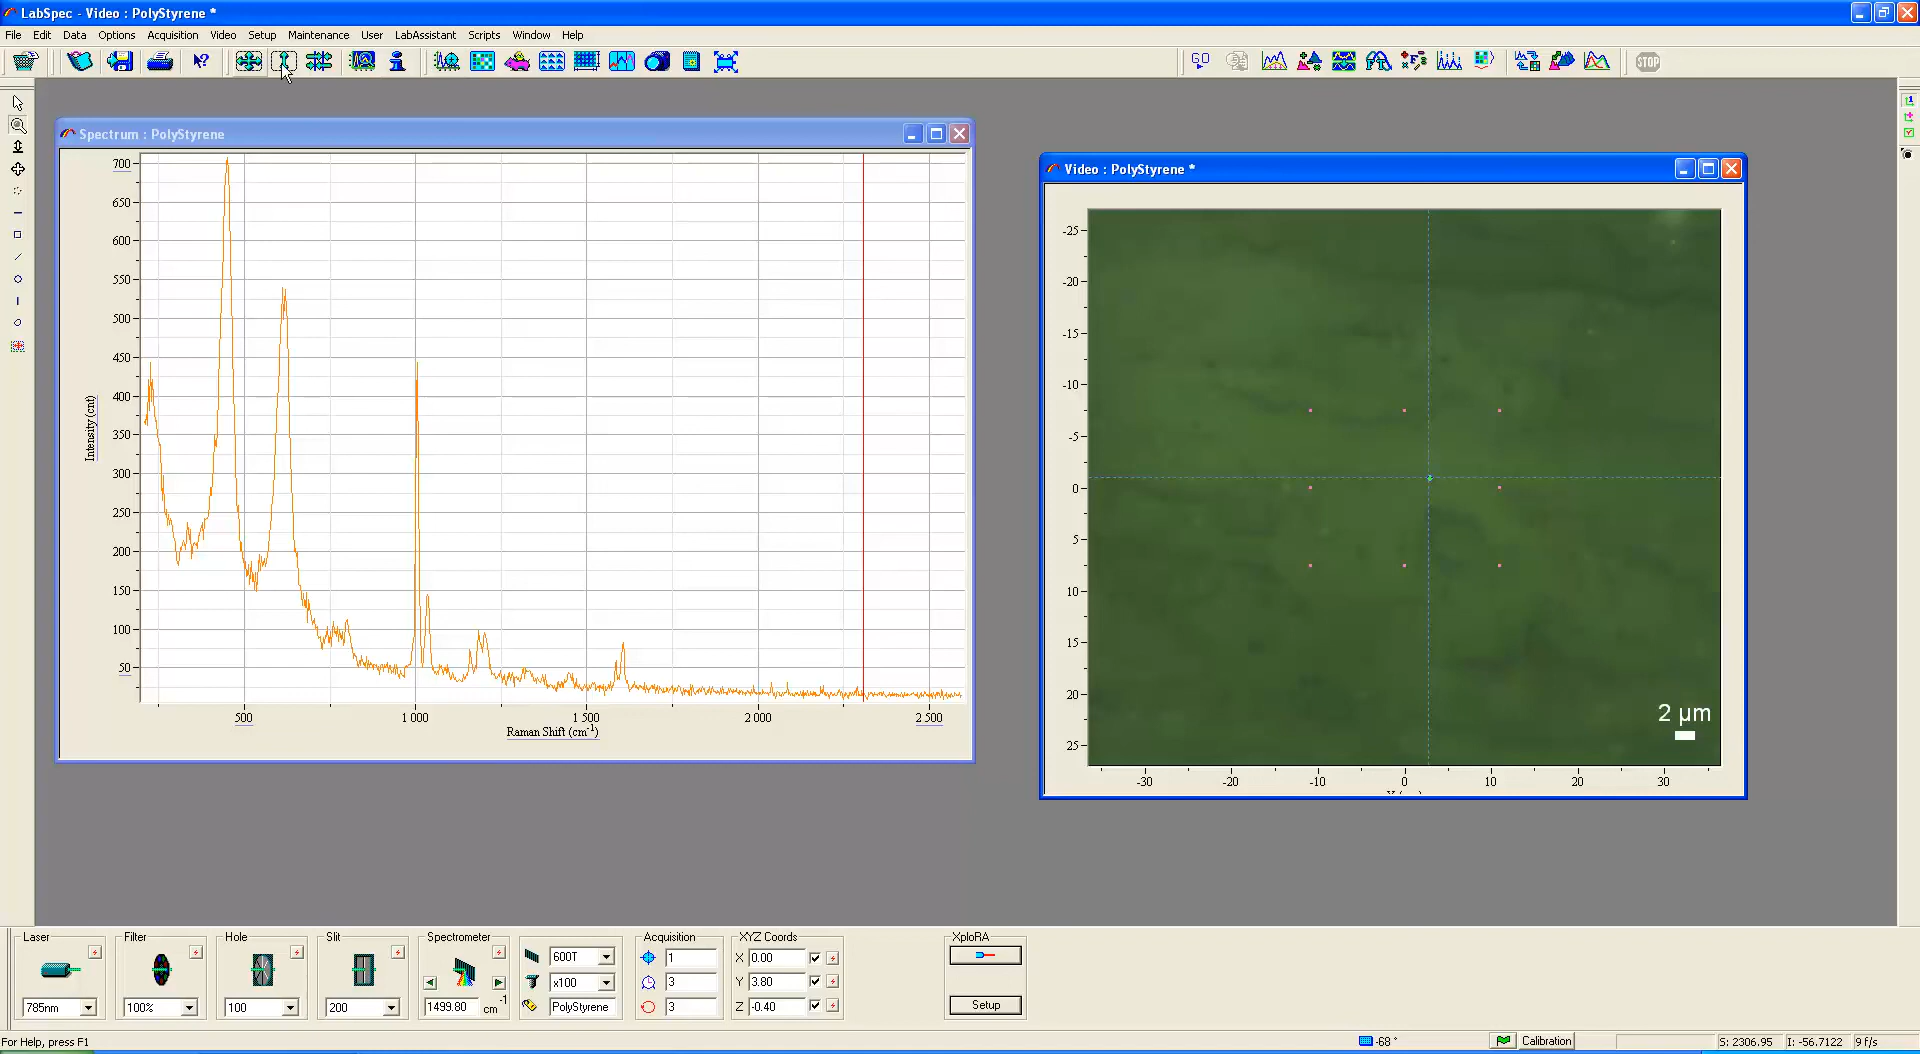 LabSpec - Video : PolyStyrene *
File Edit Data Options Acquisition Video Setup Maintenance User LabAssistant Scripts Window Help
GO
STOP
Spectrum : PolyStyrene
700
650
600
550
500
450
400
350
300
250
200
150
100
50
Intensity (cnt)
500 1 000 1 500 2 000 2 500
Raman Shift (cm-1)
Video : PolyStyrene *
-25
-20
-15
-10
-5
0
5
10
15
20
25
2 µm
-30 -20 -10 0 10 20 30
Laser
785nm
Filter
100%
Hole
100
Slit
200
Spectrometer
1499.80 cm-1
600T
x100
PolyStyrene
Acquisition
1
3
3
XYZ Coords
X 0.00
Y 3.80
Z -0.40
XploRA
Setup
For Help, press F1
-68 °
Calibration
S: 2306.95
I: -56.7122
9 f/s